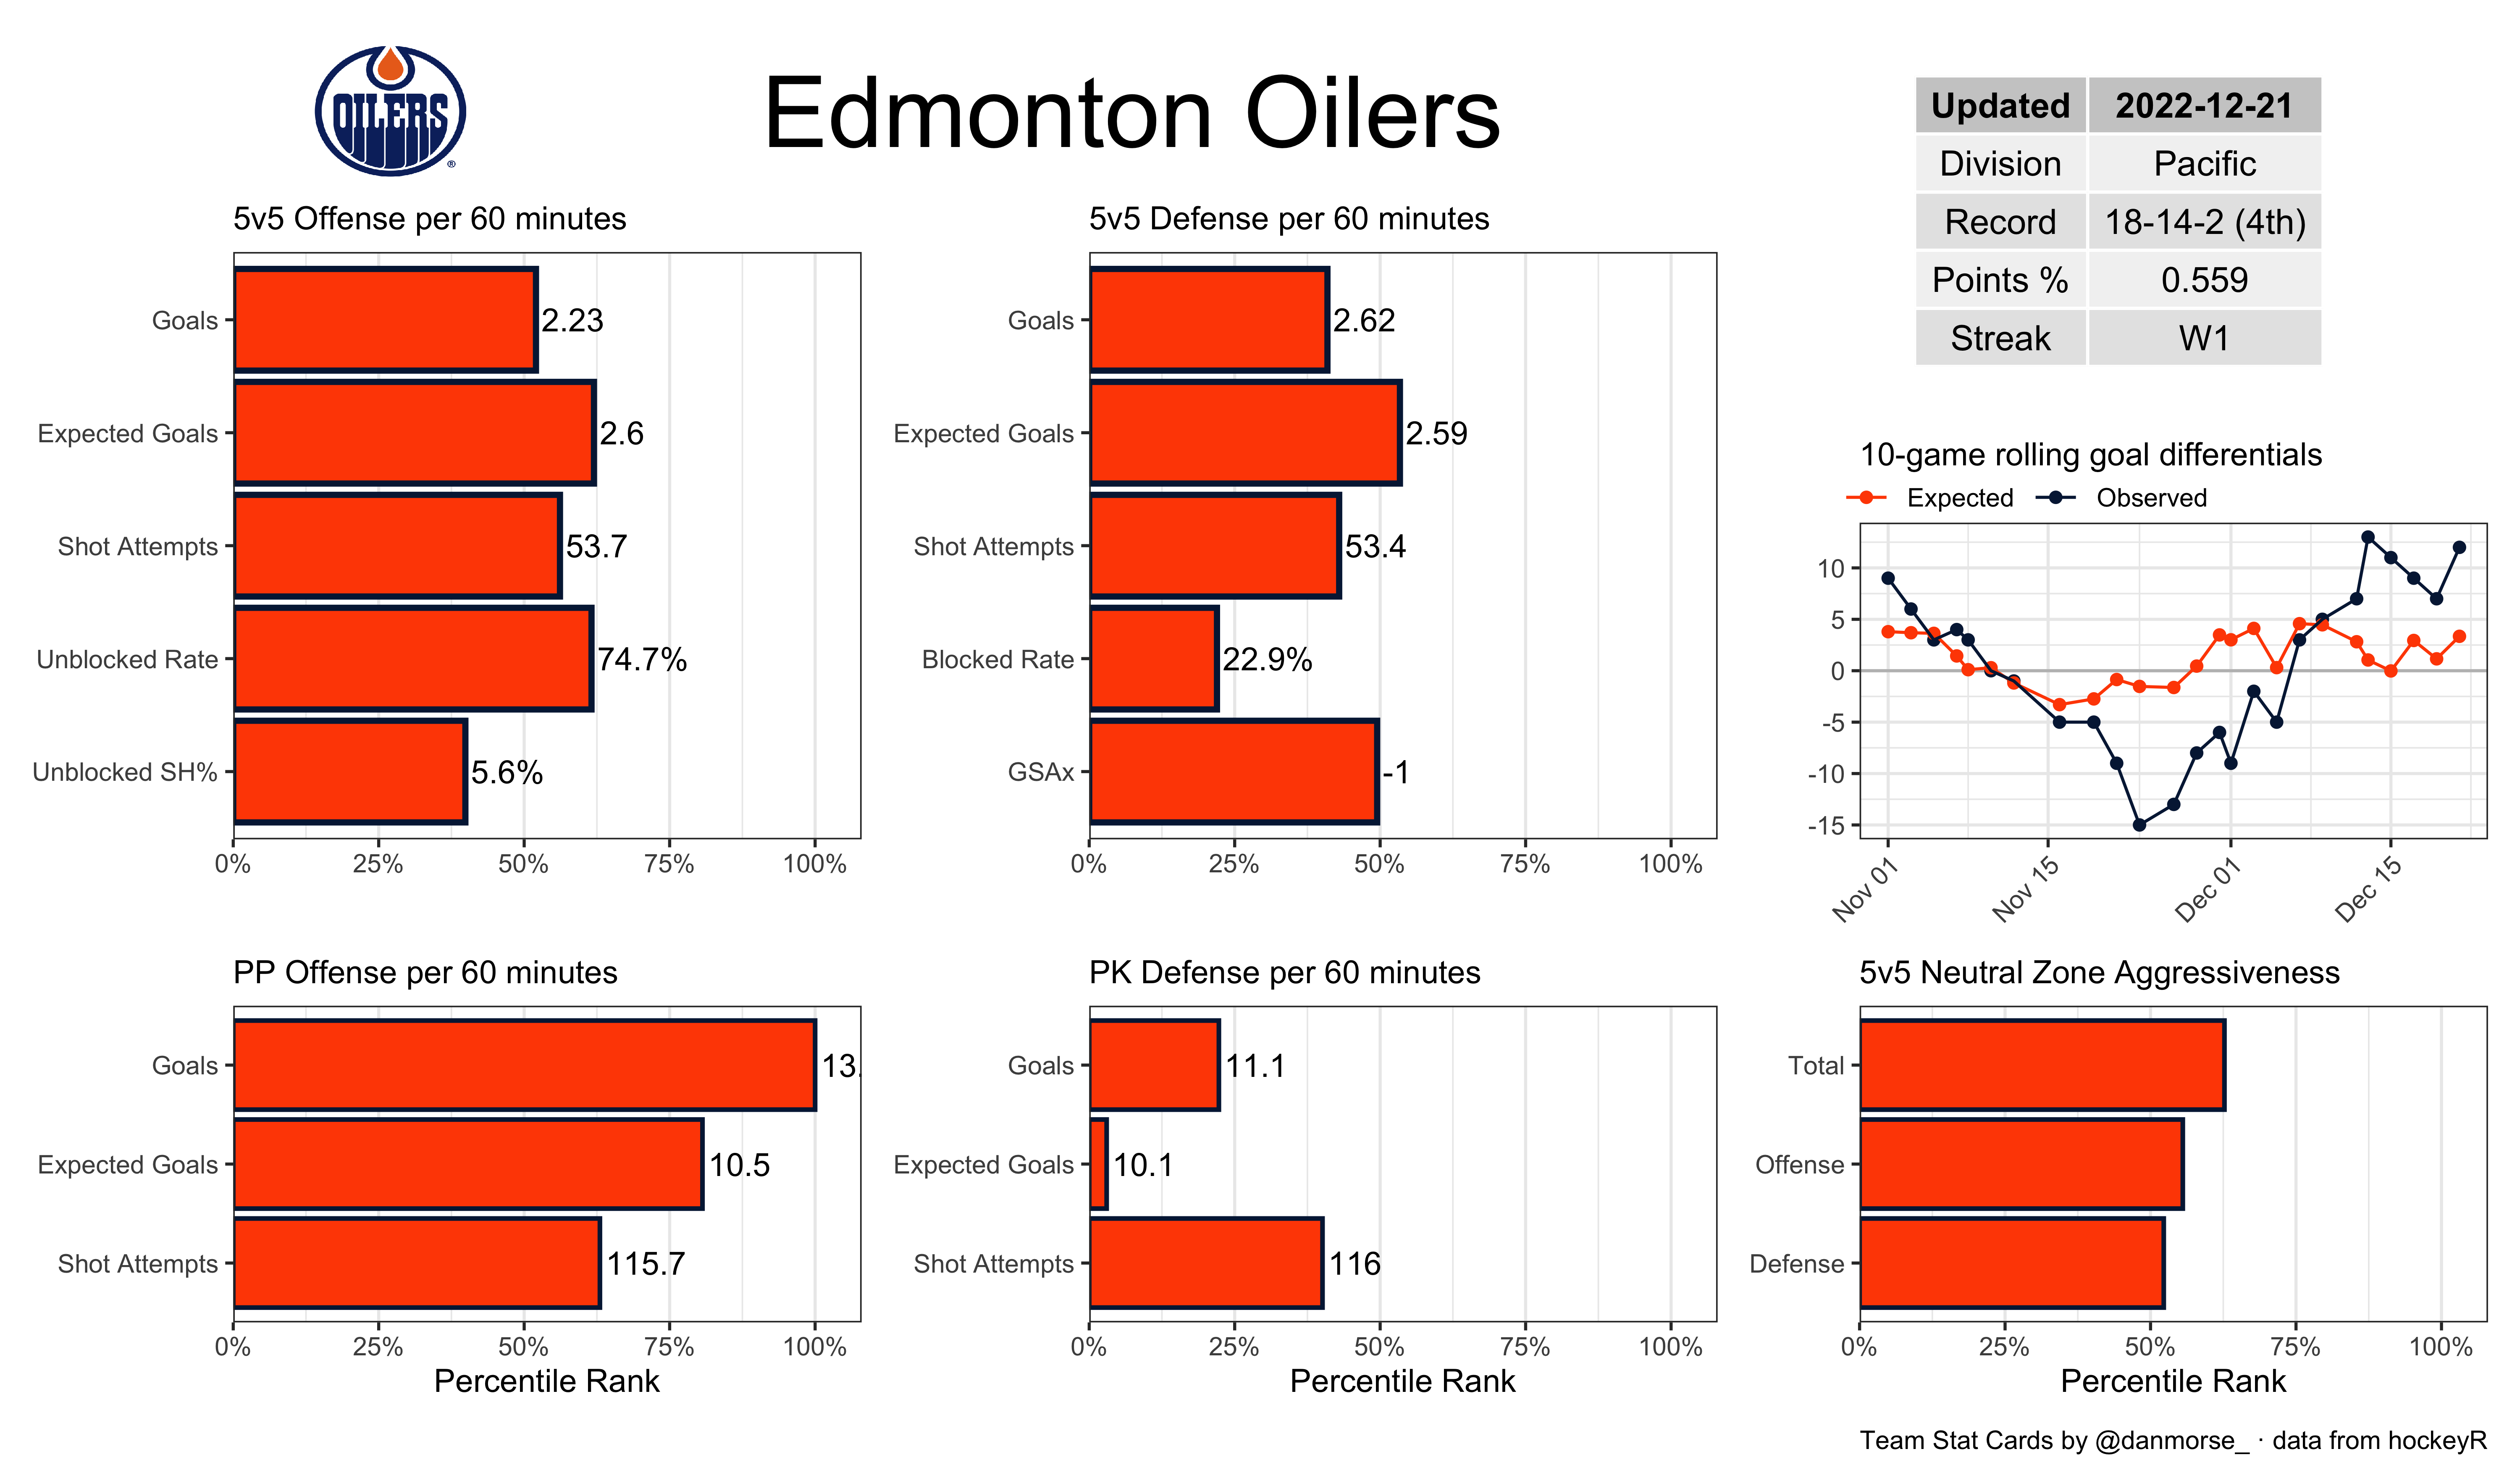 OILERS
Edmonton Oilers
Updated 2022-12-21
Division Pacific
Record 18-14-2 (4th)
Points % 0.559
Streak W1
5v5 Offense per 60 minutes
Goals 2.23
Expected Goals 2.6
Shot Attempts 53.7
Unblocked Rate 74.7%
Unblocked SH% 5.6%
0% 25% 50% 75% 100%
5v5 Defense per 60 minutes
Goals 2.62
Expected Goals 2.59
Shot Attempts 53.4
Blocked Rate 22.9%
GSAx -1
0% 25% 50% 75% 100%
10-game rolling goal differentials
Expected Observed
10
5
0
-5
-10
-15
Nov 01 Nov 15 Dec 01 Dec 15
PP Offense per 60 minutes
Goals 13.
Expected Goals 10.5
Shot Attempts 115.7
0% 25% 50% 75% 100%
Percentile Rank
PK Defense per 60 minutes
Goals 11.1
Expected Goals 10.1
Shot Attempts 116
0% 25% 50% 75% 100%
Percentile Rank
5v5 Neutral Zone Aggressiveness
Total
Offense
Defense
0% 25% 50% 75% 100%
Percentile Rank
Team Stat Cards by @danmorse_ · data from hockeyR